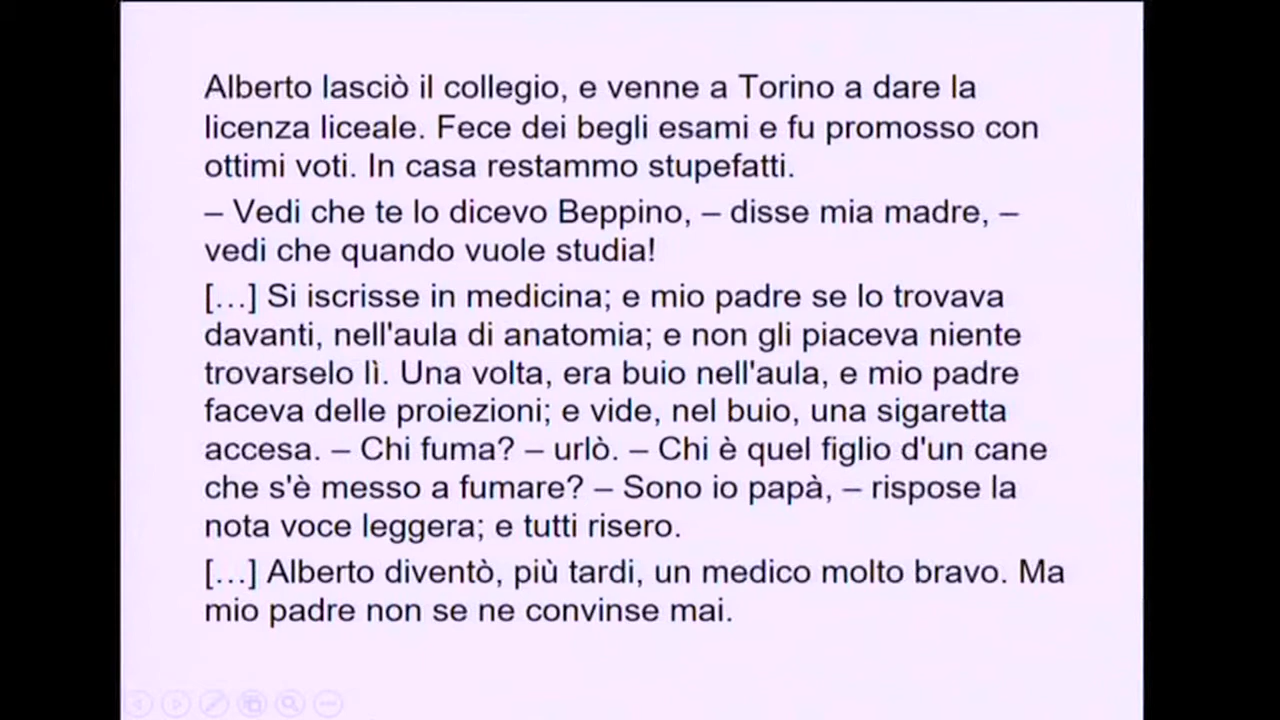 Alberto lasciò il collegio, e venne a Torino a dare la
licenza liceale. Fece dei begli esami e fu promosso con
ottimi voti. In casa restammo stupefatti.
– Vedi che te lo dicevo Beppino, – disse mia madre, –
vedi che quando vuole studia!
[…] Si iscrisse in medicina; e mio padre se lo trovava
davanti, nell'aula di anatomia; e non gli piaceva niente
trovarselo lì. Una volta, era buio nell'aula, e mio padre
faceva delle proiezioni; e vide, nel buio, una sigaretta
accesa. – Chi fuma? – urlò. – Chi è quel figlio d'un cane
che s'è messo a fumare? – Sono io papà, – rispose la
nota voce leggera; e tutti risero.
[…] Alberto diventò, più tardi, un medico molto bravo. Ma
mio padre non se ne convinse mai.